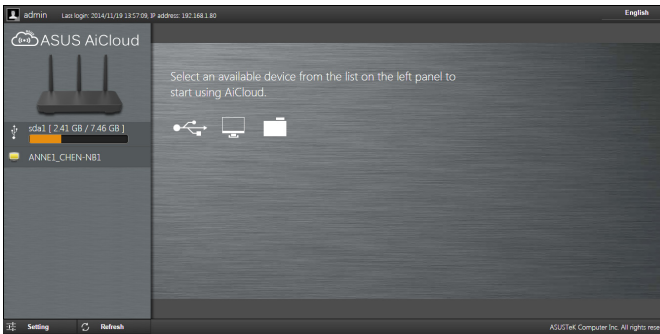 admin Last login: 2014/11/19 13:57:09, IP address: 192.168.1.80 English
ASUS AiCloud
Select an available device from the list on the left panel to
start using AiCloud.
sda1 [ 2.41 GB / 7.46 GB ]
ANNE1_CHEN-NB1
Setting Refresh ASUSTeK Computer Inc. All rights rese